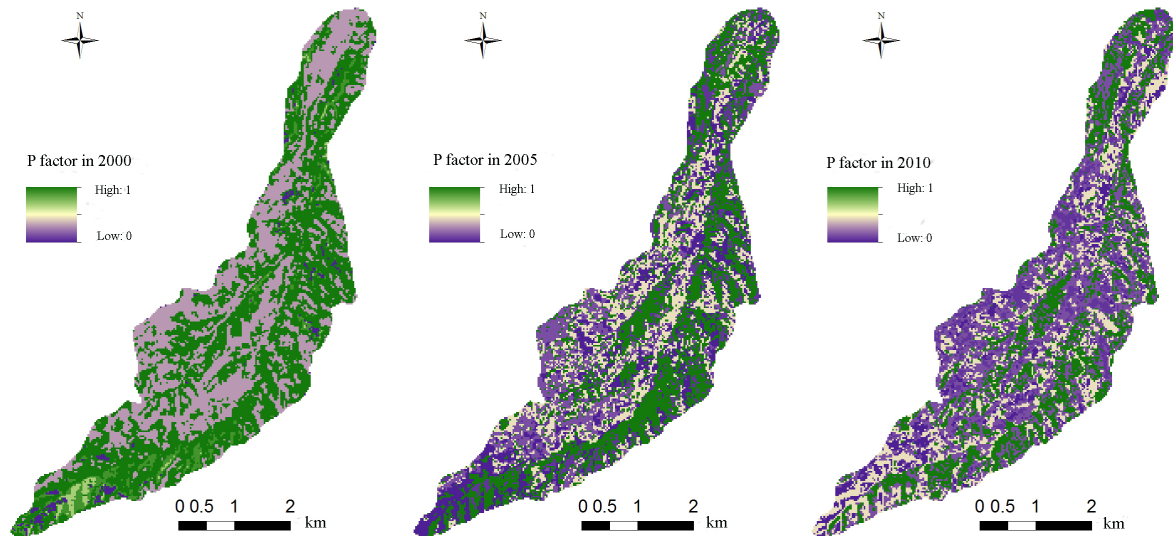 N
P factor in 2000
High: 1
Low: 0
0 0.5 1 2
km
N
P factor in 2005
High: 1
Low: 0
0 0.5 1 2
km
N
P factor in 2010
High: 1
Low: 0
0 0.5 1 2
km